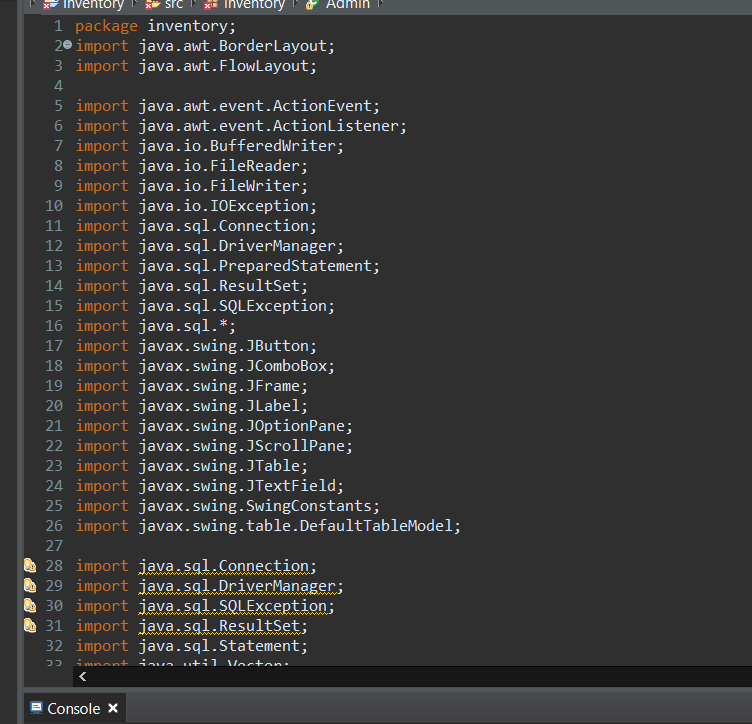 Inventory src inventory Admin
1 package inventory;
2 import java.awt.BorderLayout;
3 import java.awt.FlowLayout;
4
5 import java.awt.event.ActionEvent;
6 import java.awt.event.ActionListener;
7 import java.io.BufferedWriter;
8 import java.io.FileReader;
9 import java.io.FileWriter;
10 import java.io.IOException;
11 import java.sql.Connection;
12 import java.sql.DriverManager;
13 import java.sql.PreparedStatement;
14 import java.sql.ResultSet;
15 import java.sql.SQLException;
16 import java.sql.*;
17 import javax.swing.JButton;
18 import javax.swing.JComboBox;
19 import javax.swing.JFrame;
20 import javax.swing.JLabel;
21 import javax.swing.JOptionPane;
22 import javax.swing.JScrollPane;
23 import javax.swing.JTable;
24 import javax.swing.JTextField;
25 import javax.swing.SwingConstants;
26 import javax.swing.table.DefaultTableModel;
27
28 import java.sql.Connection;
29 import java.sql.DriverManager;
30 import java.sql.SQLException;
31 import java.sql.ResultSet;
32 import java.sql.Statement;
33 import java.util.Vector;
Console